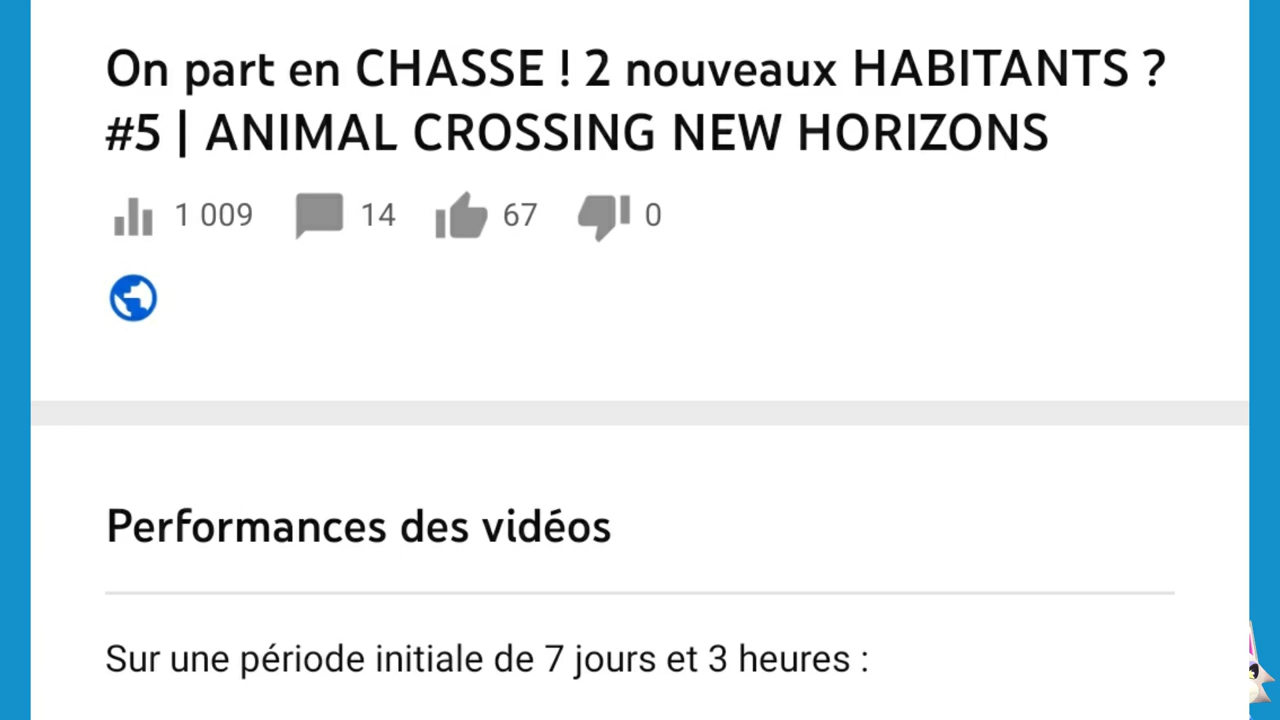 On part en CHASSE ! 2 nouveaux HABITANTS ?
#5 | ANIMAL CROSSING NEW HORIZONS
1 009 14 67 0
Performances des vidéos
Sur une période initiale de 7 jours et 3 heures :